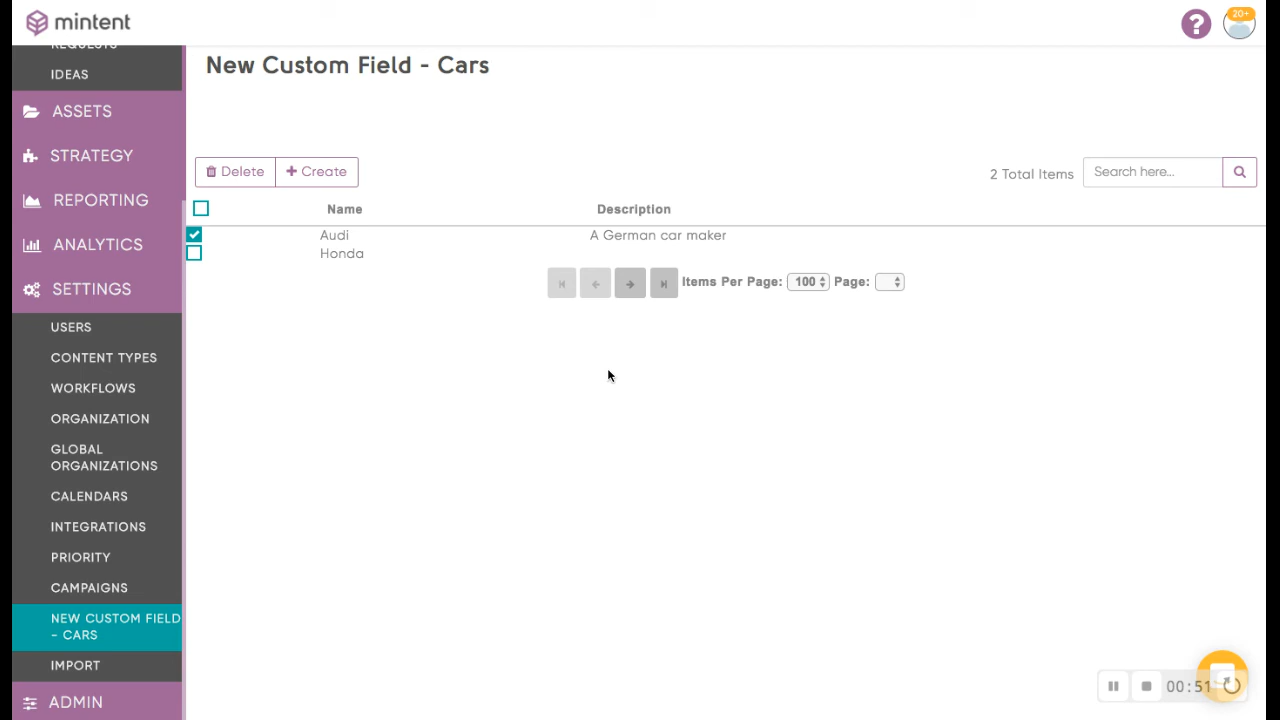 mintent
?
20+
REQUESTS
IDEAS
ASSETS
STRATEGY
REPORTING
ANALYTICS
SETTINGS
USERS
CONTENT TYPES
WORKFLOWS
ORGANIZATION
GLOBAL
ORGANIZATIONS
CALENDARS
INTEGRATIONS
PRIORITY
CAMPAIGNS
NEW CUSTOM FIELD
- CARS
IMPORT
ADMIN
New Custom Field - Cars
Delete + Create
2 Total Items Search here...
Name Description
Audi A German car maker
Honda
Items Per Page: 100 Page:
00:51